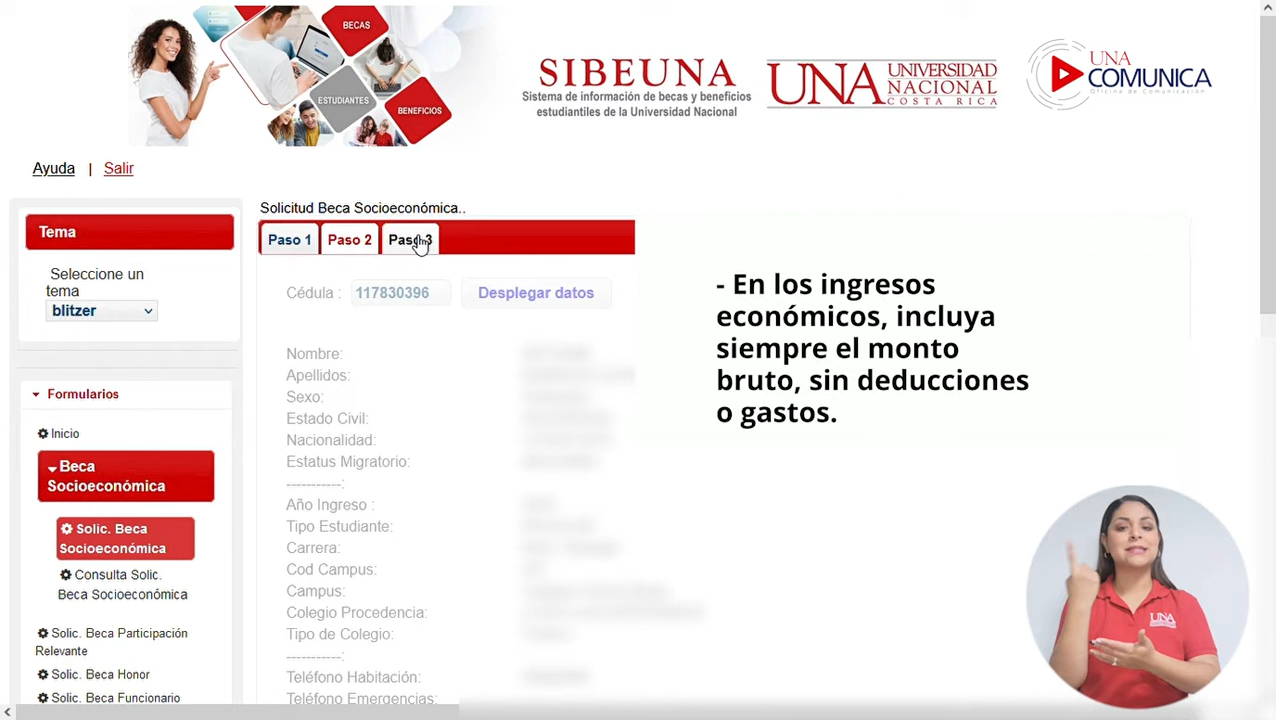 BECAS
ESTUDIANTES
BENEFICIOS
SIBEUNA
Sistema de información de becas y beneficios
estudiantiles de la Universidad Nacional
UNA
UNIVERSIDAD
NACIONAL
COSTA RICA
UNA
COMUNICA
Oficina de Comunicación
Ayuda | Salir
Tema
Seleccione un
tema
blitzer
Formularios
Inicio
Beca
Socioeconómica
Solic. Beca
Socioeconómica
Consulta Solic.
Beca Socioeconómica
Solic. Beca Participación
Relevante
Solic. Beca Honor
Solic. Beca Funcionario
Solicitud Beca Socioeconómica..
Paso 1 Paso 2 Paso 3
Cédula : 117830396 Desplegar datos
Nombre:
Apellidos:
Sexo:
Estado Civil:
Nacionalidad:
Estatus Migratorio:
-----------:
Año Ingreso :
Tipo Estudiante:
Carrera:
Cod Campus:
Campus:
Colegio Procedencia:
Tipo de Colegio:
-----------:
Teléfono Habitación:
Teléfono Emergencias:
- En los ingresos
económicos, incluya
siempre el monto
bruto, sin deducciones
o gastos.
UNA